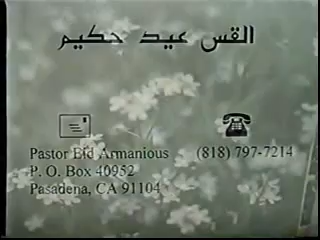 القس عيد حكيم
Pastor Eid Armanious
P. O. Box 40952
Pasadena, CA 91104
(818) 797-7214